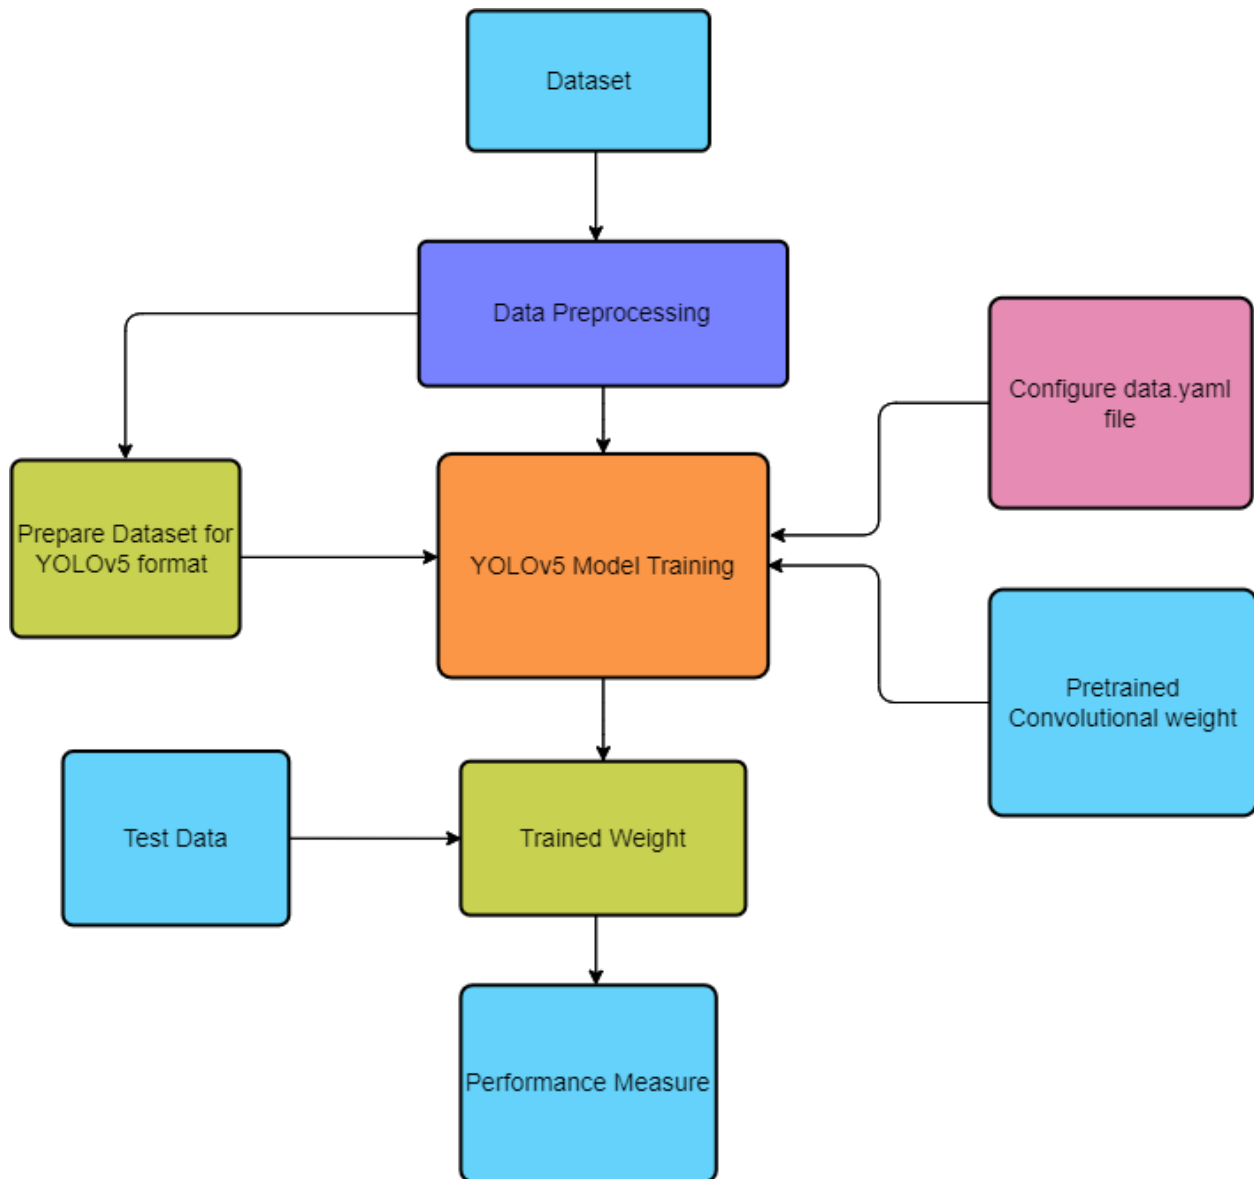 Dataset
Data Preprocessing
Configure data.yaml
file
Prepare Dataset for
YOLOv5 format
YOLOv5 Model Training
Pretrained
Convolutional weight
Test Data
Trained Weight
Performance Measure